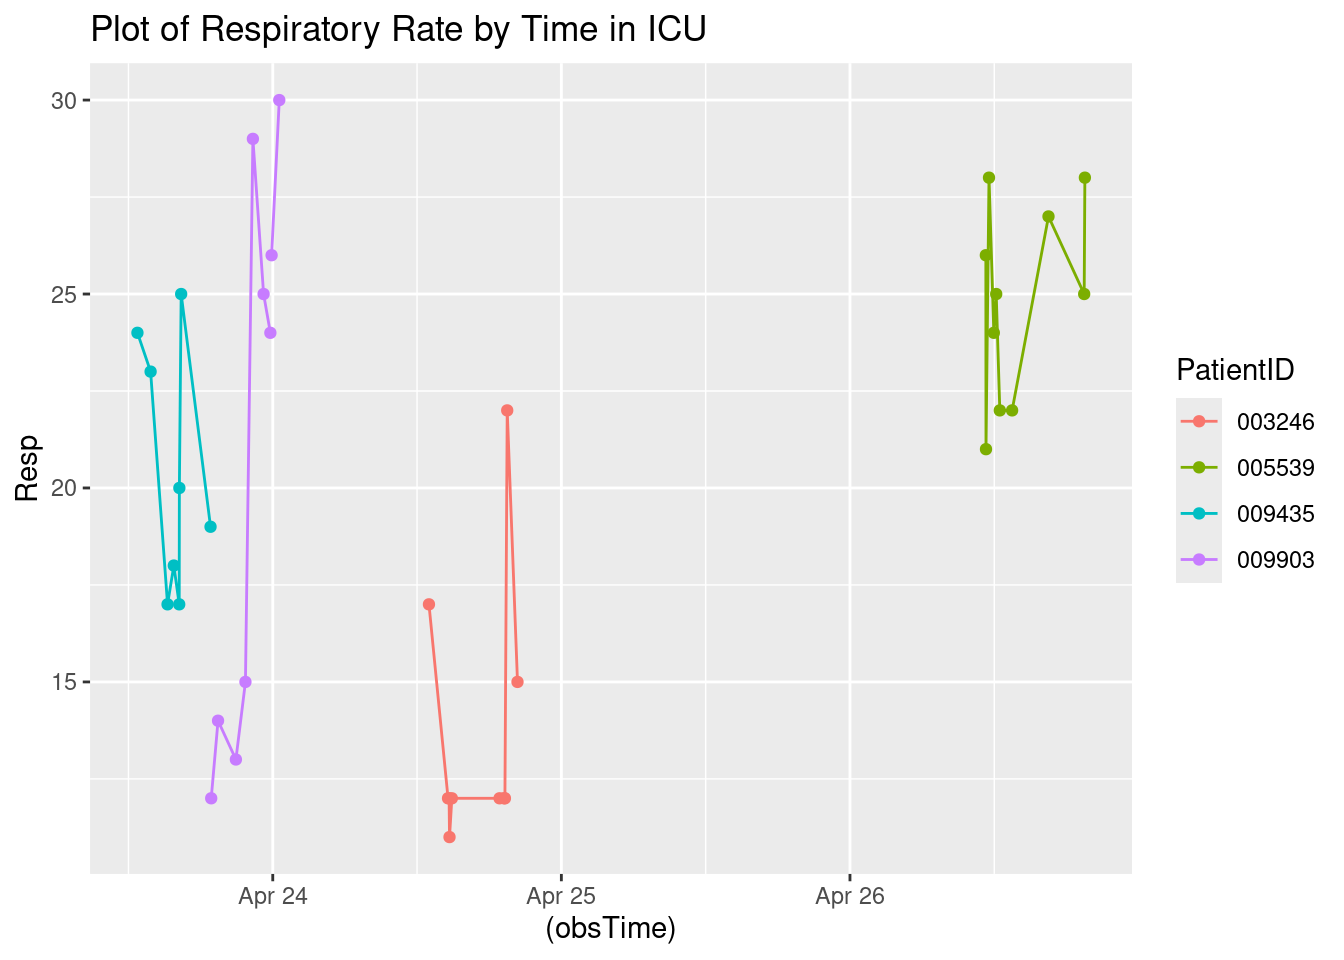 Plot of Respiratory Rate by Time in ICU
30
25
20
15
Resp
Apr 24
Apr 25
Apr 26
(obsTime)
PatientID
003246
005539
009435
009903